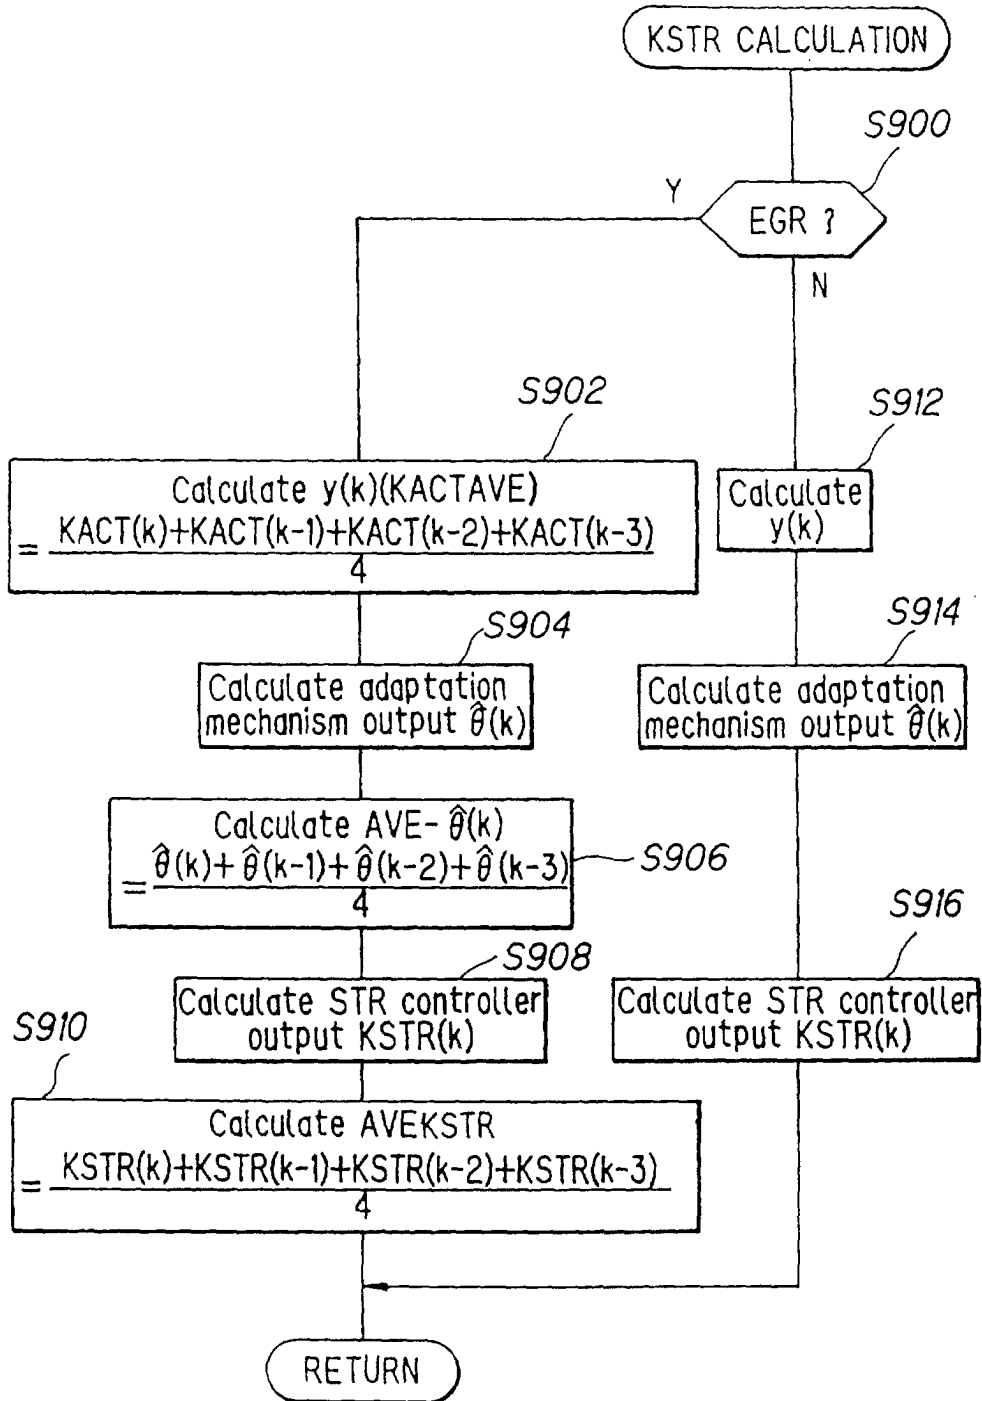 KSTR CALCULATION
S900
EGR ?
Y
N
S902
Calculate y(k)(KACTAVE)
= KACT(k)+KACT(k-1)+KACT(k-2)+KACT(k-3)
4
S904
Calculate adaptation
mechanism output θ̂(k)
Calculate AVE- θ̂(k)
= θ̂(k)+ θ̂(k-1)+ θ̂(k-2)+ θ̂(k-3)
4
S906
S908
Calculate STR controller
output KSTR(k)
S910
Calculate AVEKSTR
= KSTR(k)+KSTR(k-1)+KSTR(k-2)+KSTR(k-3)
4
S912
Calculate
y(k)
S914
Calculate adaptation
mechanism output θ̂(k)
S916
Calculate STR controller
output KSTR(k)
RETURN